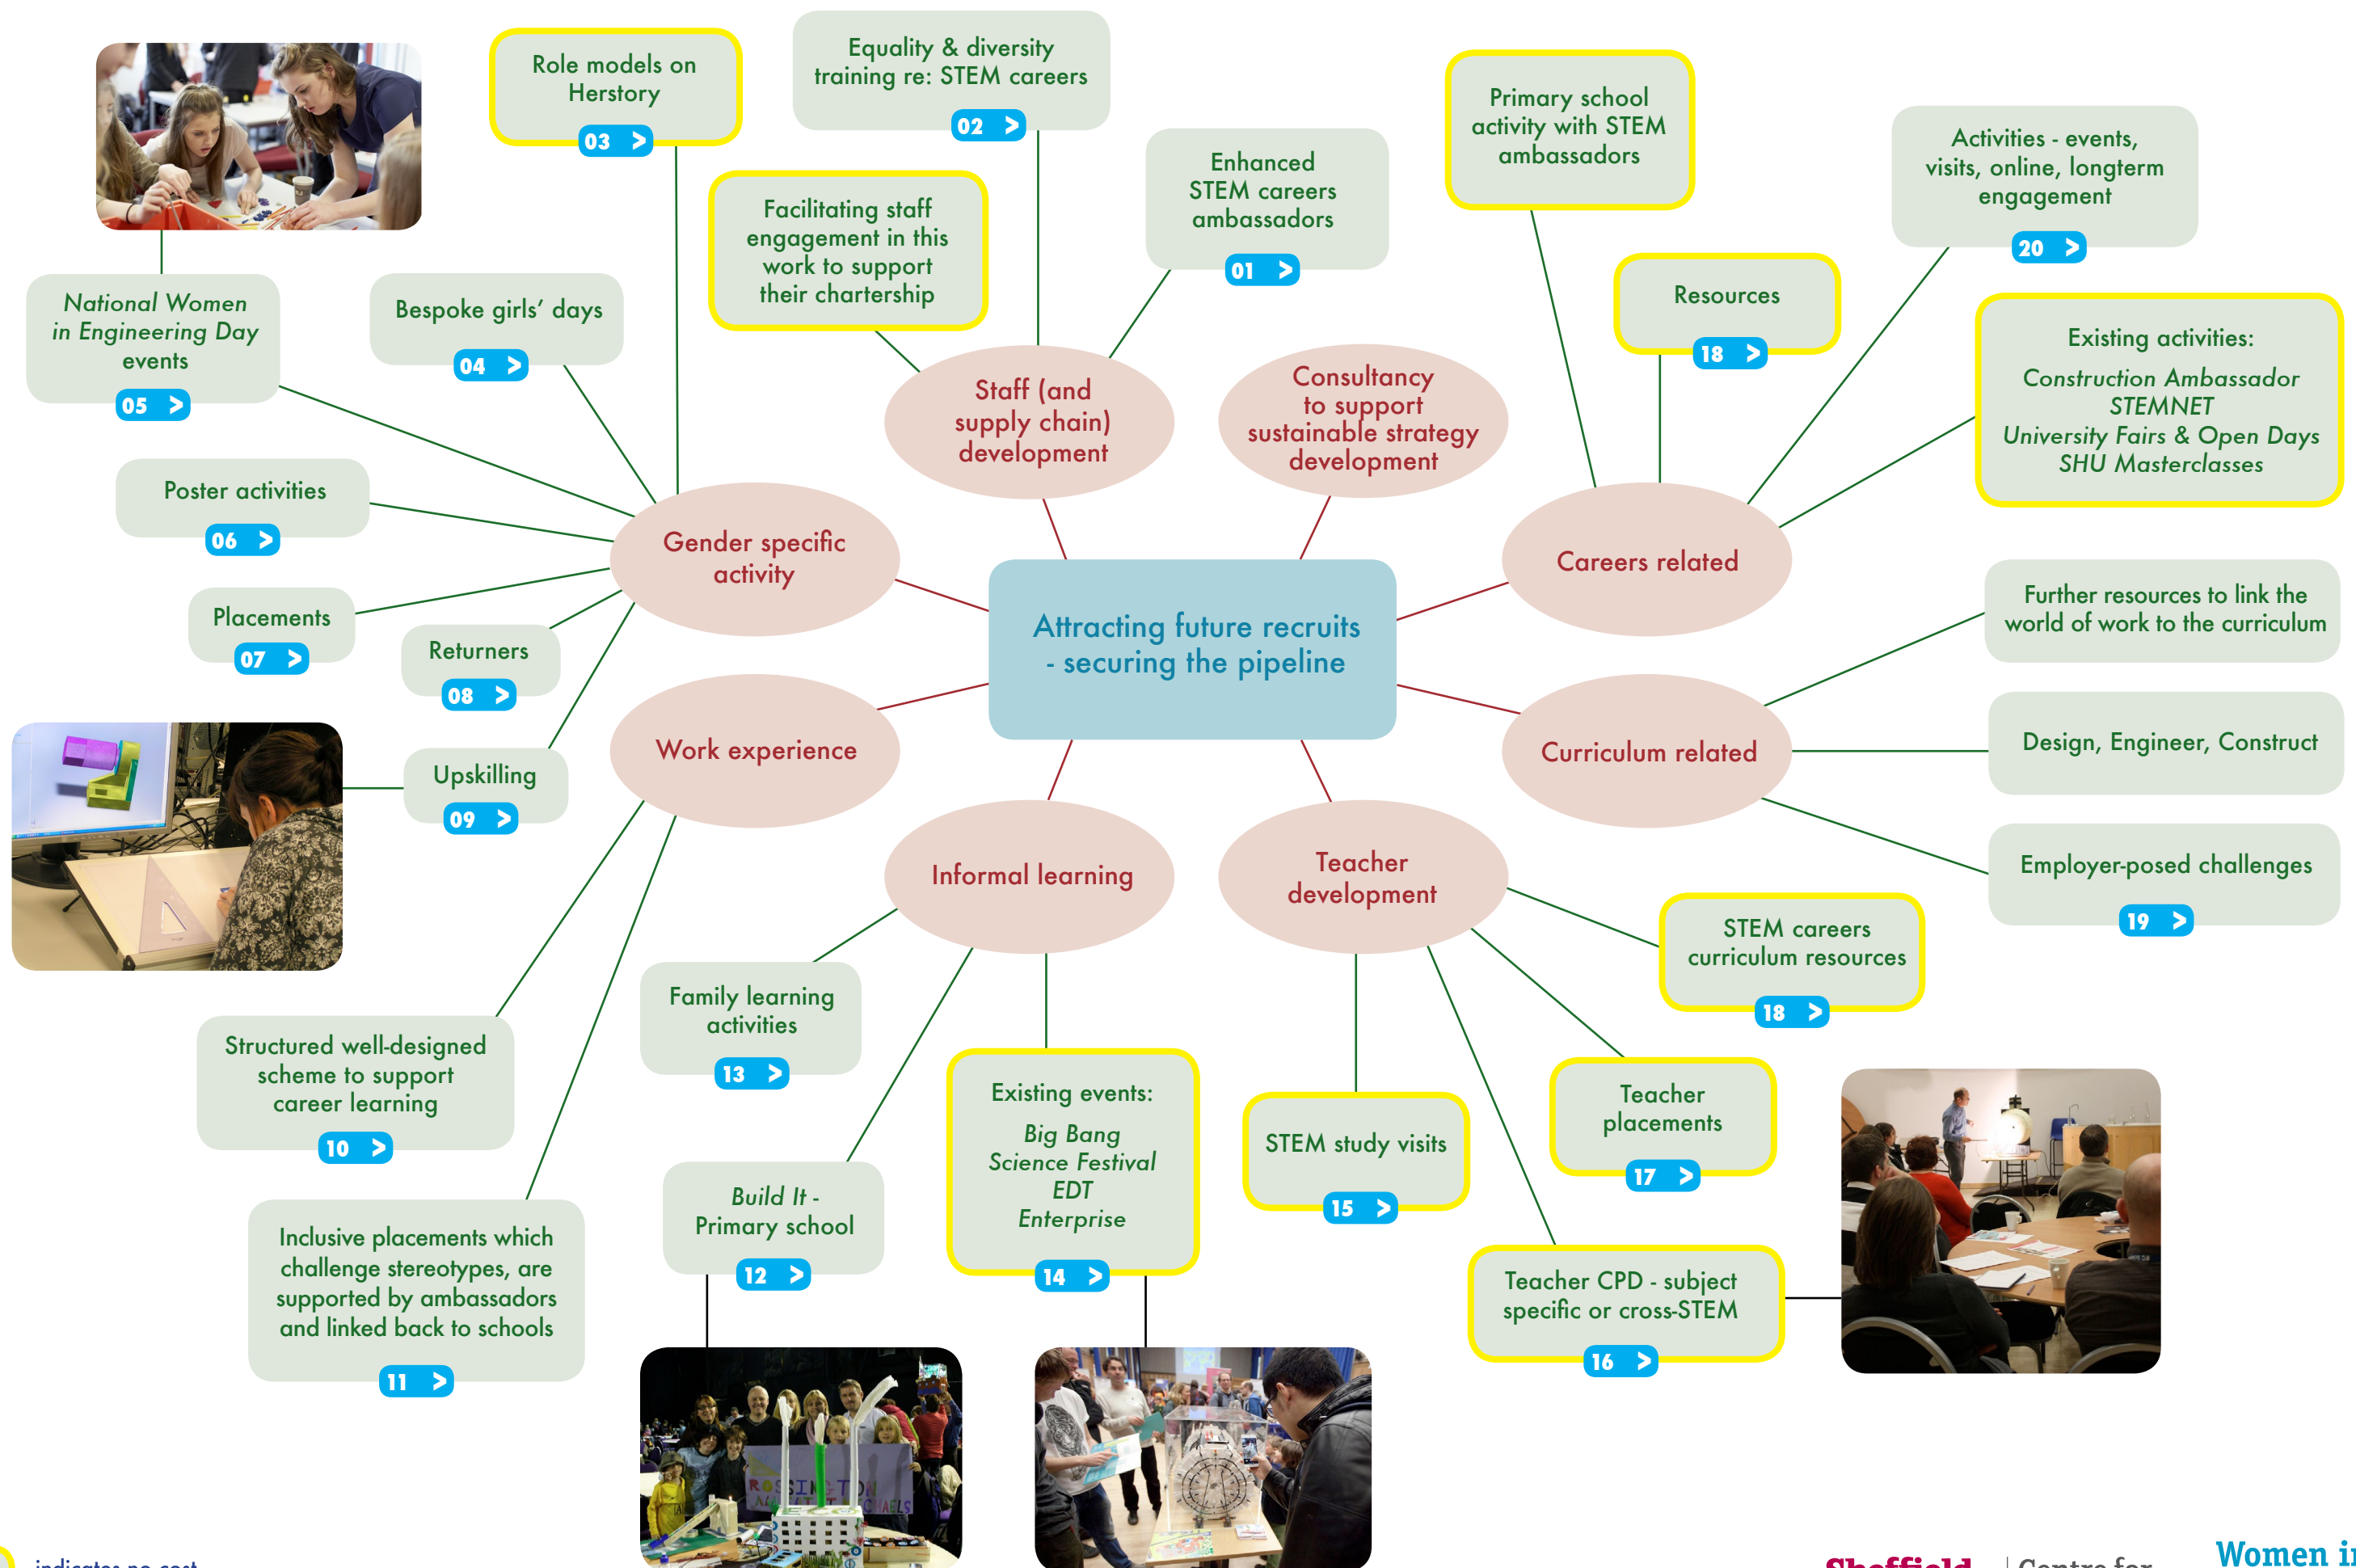 Role models on
Herstory
03 >
Equality & diversity
training re: STEM careers
02 >
Enhanced
STEM careers
ambassadors
01 >
Facilitating staff
engagement in this
work to support
their chartership
Primary school
activity with STEM
ambassadors
Activities - events,
visits, online, longterm
engagement
20 >
Resources
18 >
Existing activities:
Construction Ambassador
STEMNET
University Fairs & Open Days
SHU Masterclasses
National Women
in Engineering Day
events
05 >
Bespoke girls' days
04 >
Poster activities
06 >
Placements
07 >
Returners
08 >
Upskilling
09 >
Staff (and
supply chain)
development
Consultancy
to support
sustainable strategy
development
Gender specific
activity
Careers related
Attracting future recruits
- securing the pipeline
Work experience
Curriculum related
Informal learning
Teacher
development
Further resources to link the
world of work to the curriculum
Design, Engineer, Construct
Employer-posed challenges
19 >
STEM careers
curriculum resources
18 >
Teacher
placements
17 >
STEM study visits
15 >
Teacher CPD - subject
specific or cross-STEM
16 >
Family learning
activities
13 >
Existing events:
Big Bang
Science Festival
EDT
Enterprise
14 >
Build It -
Primary school
12 >
Structured well-designed
scheme to support
career learning
10 >
Inclusive placements which
challenge stereotypes, are
supported by ambassadors
and linked back to schools
11 >
ROSSINGTON
indicates no cost
Sheffield
Centre for
Women in